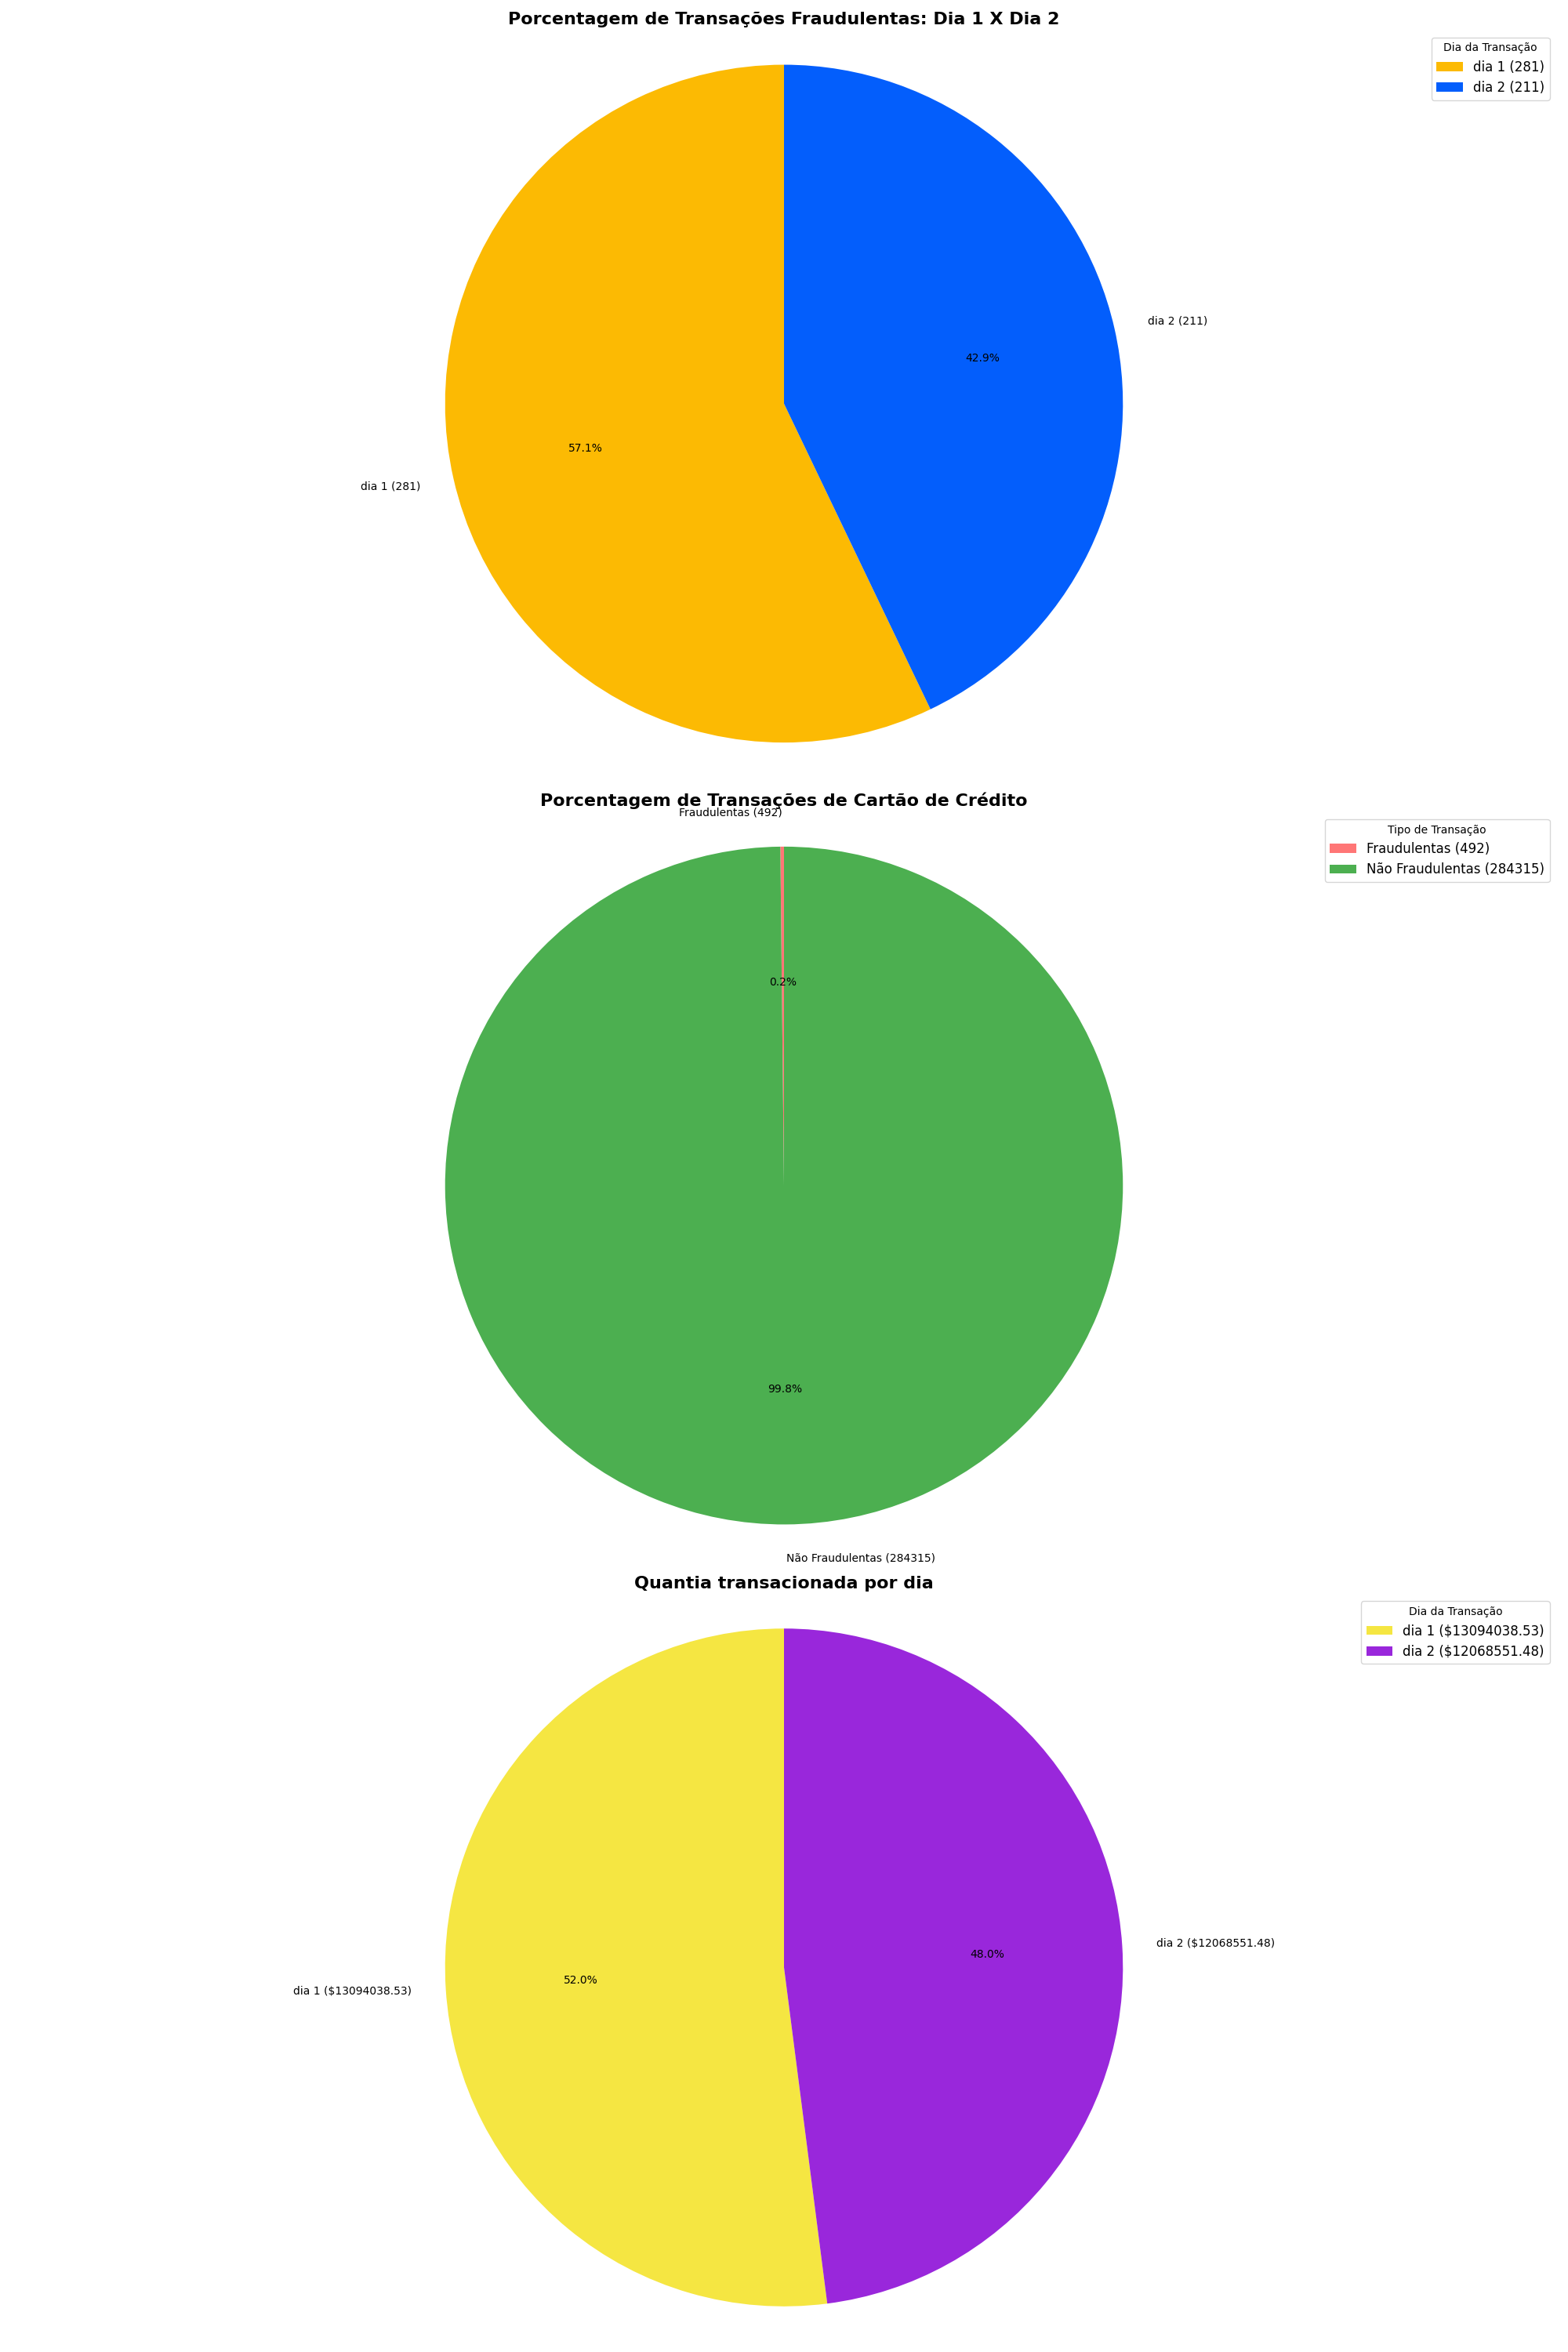 Porcentagem de Transações Fraudulentas: Dia 1 X Dia 2
Dia da Transação
dia 1 (281)
dia 2 (211)
dia 2 (211)
42.9%
57.1%
dia 1 (281)
Porcentagem de Transações de Cartão de Crédito
Fraudulentas (492)
Tipo de Transação
Fraudulentas (492)
Não Fraudulentas (284315)
0.2%
99.8%
Não Fraudulentas (284315)
Quantia transacionada por dia
Dia da Transação
dia 1 ($13094038.53)
dia 2 ($12068551.48)
dia 2 ($12068551.48)
48.0%
52.0%
dia 1 ($13094038.53)